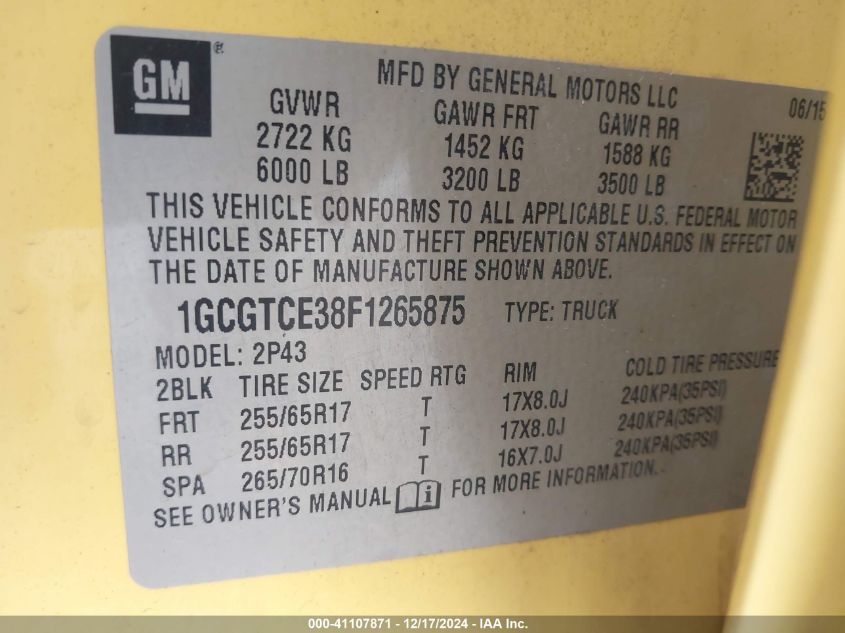 GM®
MFD BY GENERAL MOTORS LLC
06/15
GVWR GAWR FRT GAWR RR
2722 KG 1452 KG 1588 KG
6000 LB 3200 LB 3500 LB
THIS VEHICLE CONFORMS TO ALL APPLICABLE U.S. FEDERAL MOTOR
VEHICLE SAFETY AND THEFT PREVENTION STANDARDS IN EFFECT ON
THE DATE OF MANUFACTURE SHOWN ABOVE.
1GCGTCE38F1265875 TYPE: TRUCK
MODEL: 2P43
2BLK TIRE SIZE SPEED RTG RIM COLD TIRE PRESSURE
FRT 255/65R17 T 17X8.0J 240KPA(35PSI)
RR 255/65R17 T 17X8.0J 240KPA(35PSI)
SPA 265/70R16 T 16X7.0J 240KPA(35PSI)
SEE OWNER'S MANUAL i FOR MORE INFORMATION.
000-41107871 - 12/17/2024 - IAA Inc.